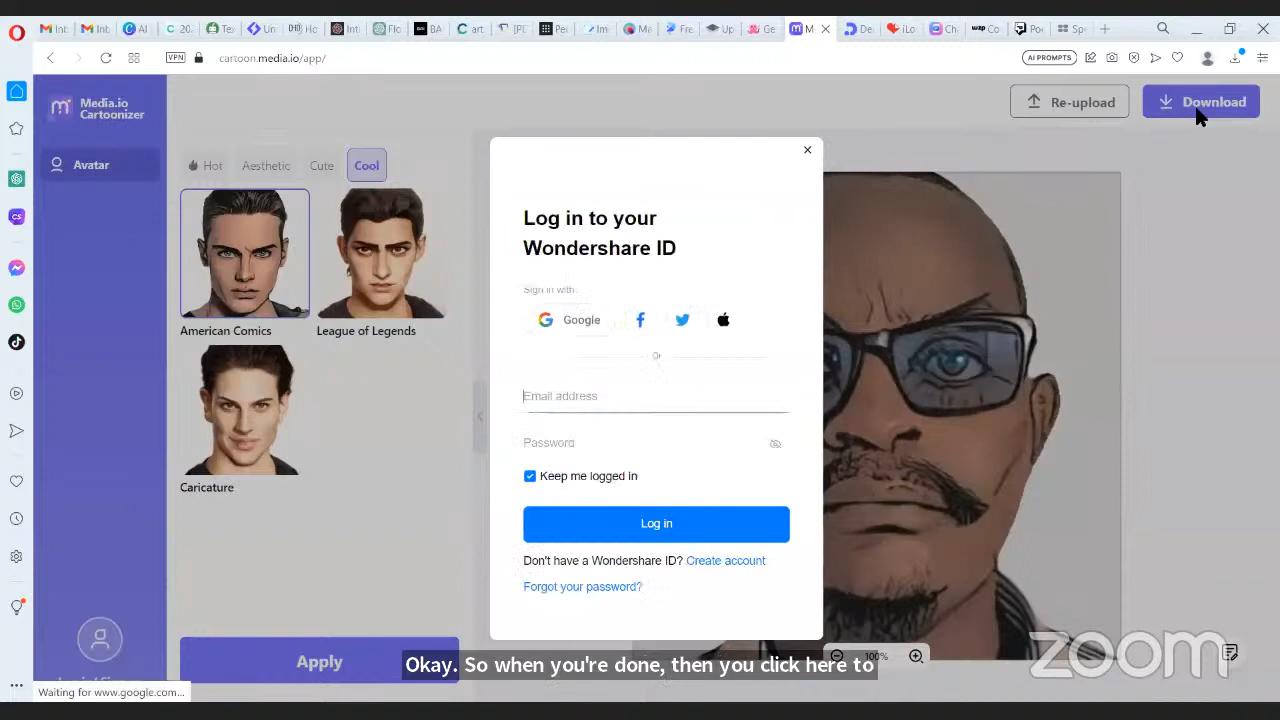 VPN
cartoon.media.io/app/
AI PROMPTS
Media.io
Cartoonizer
Re-upload
Download
Avatar
Hot
Aesthetic
Cute
Cool
American Comics
League of Legends
Caricature
Apply
Log in to your
Wondershare ID
Sign in with:
Google
Or
Email address
Password
Keep me logged in
Log in
Don't have a Wondershare ID? Create account
Forgot your password?
100%
Okay. So when you're done, then you click here to
zoom
Waiting for www.google.com...